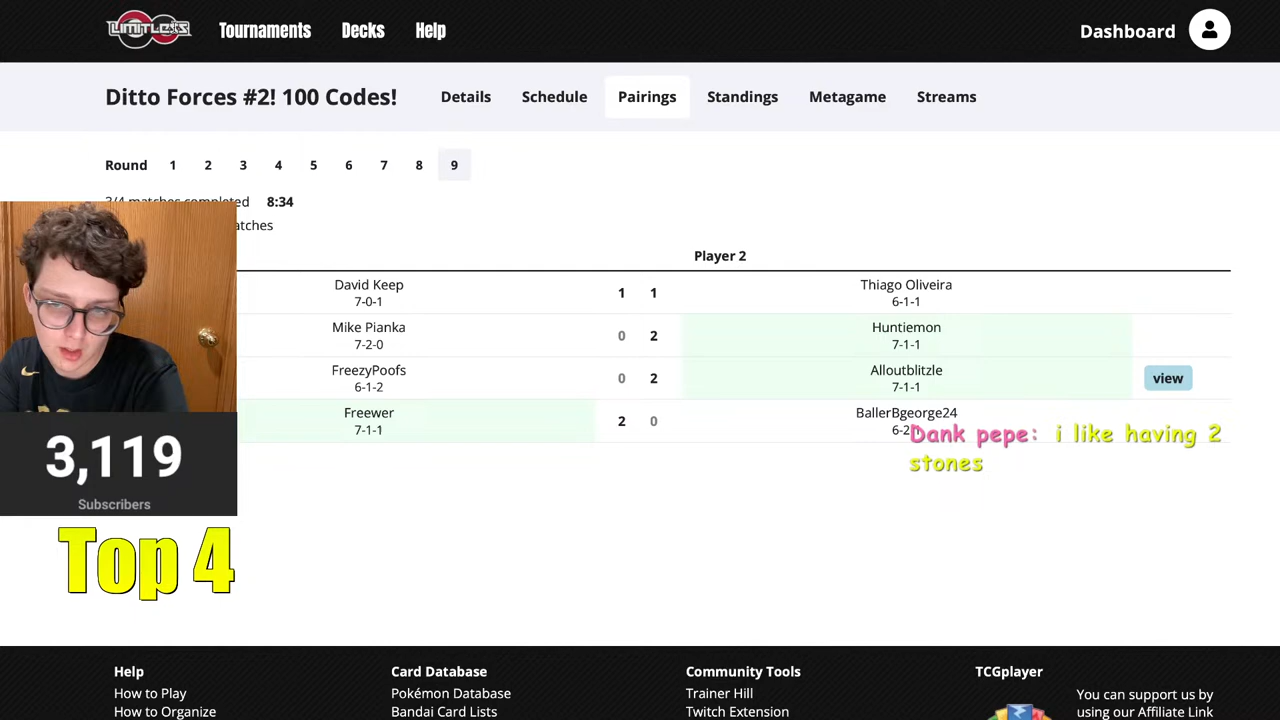 LIMITLESS
Tournaments Decks Help Dashboard
Ditto Forces #2! 100 Codes! Details Schedule Pairings Standings Metagame Streams
Round 1 2 3 4 5 6 7 8 9
3/4 matches completed 8:34
Player 2
David Keep 1 1 Thiago Oliveira
7-0-1 6-1-1
Mike Pianka 0 2 Huntiemon
7-2-0 7-1-1
FreezyPoofs 0 2 Alloutblitzle view
6-1-2 7-1-1
Freewer 2 0 BallerBgeorge24
7-1-1
Dank pepe: i like having 2
stones
3,119
Subscribers
Top 4
Help Card Database Community Tools TCGplayer
How to Play Pokémon Database Trainer Hill You can support us by
How to Organize Bandai Card Lists Twitch Extension using our Affiliate Link